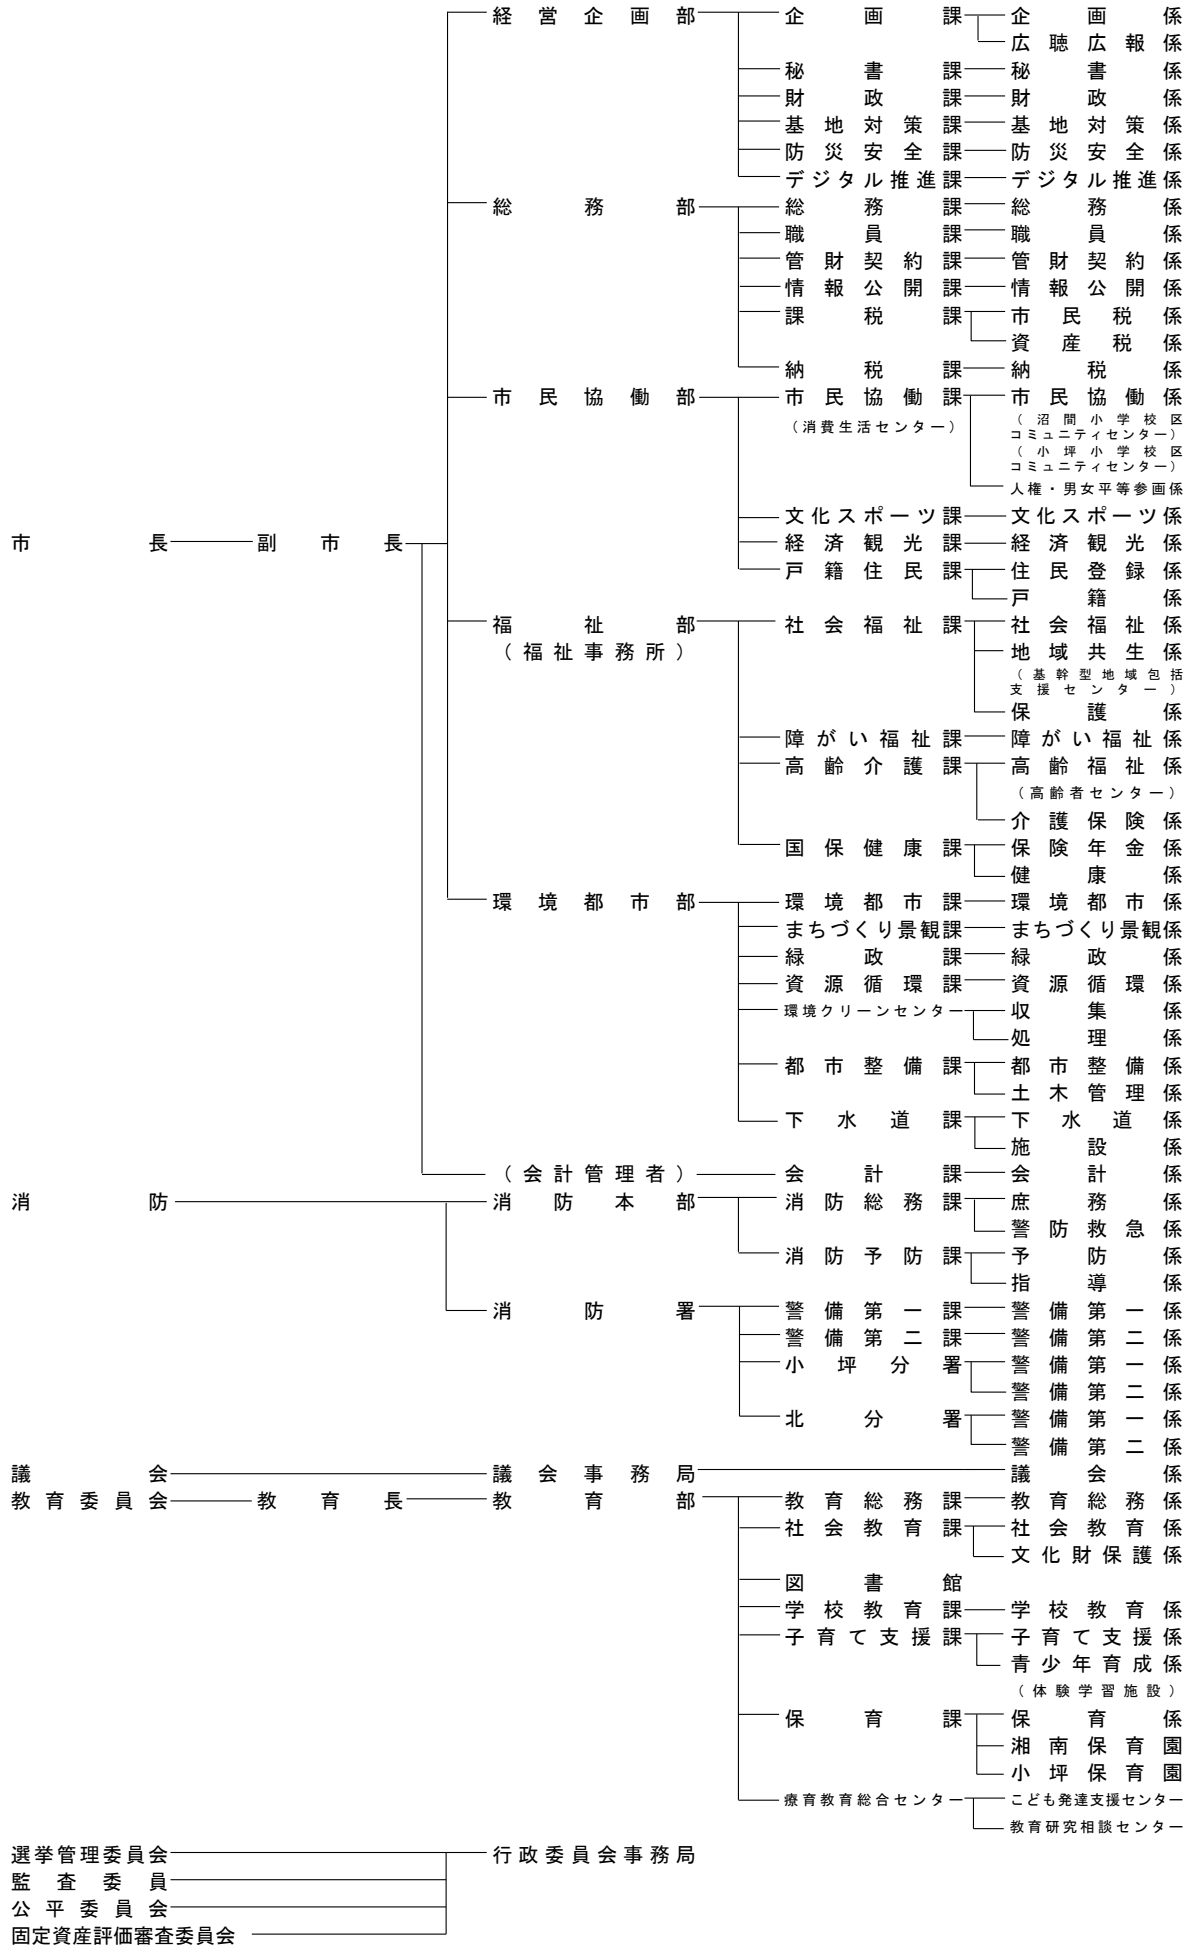 経営企画部 企画課 企画係
広聴広報係
秘書課 秘書係
財政課 財政係
基地対策課 基地対策係
防災安全課 防災安全係
デジタル推進課 デジタル推進係
総務部 総務課 総務係
職員課 職員係
管財契約課 管財契約係
情報公開課 情報公開係
課税課 市民税係
資産税係
納税課 納税係
市民協働部 市民協働課 市民協働係
（消費生活センター） （沼間小学校区
コミュニティセンター）
（小坪小学校区
コミュニティセンター）
人権・男女平等参画係
文化スポーツ課 文化スポーツ係
市長 副市長 経済観光課 経済観光係
戸籍住民課 住民登録係
戸籍係
福祉部 社会福祉課 社会福祉係
（福祉事務所） 地域共生係
（基幹型地域包括
支援センター）
保護係
障がい福祉課 障がい福祉係
高齢介護課 高齢福祉係
（高齢者センター）
介護保険係
国保健康課 保険年金係
健康係
環境都市部 環境都市課 環境都市係
まちづくり景観課 まちづくり景観係
緑政課 緑政係
資源循環課 資源循環係
環境クリーンセンター 収集係
処理係
都市整備課 都市整備係
土木管理係
下水道課 下水道係
施設係
（会計管理者） 会計課 会計係
消防 消防本部 消防総務課 庶務係
警防救急係
消防予防課 予防係
指導係
消防署 警備第一課 警備第一係
警備第二課 警備第二係
小坪分署 警備第一係
警備第二係
北分署 警備第一係
警備第二係
議会 議会事務局 議会係
教育委員会 教育長 教育部 教育総務課 教育総務係
社会教育課 社会教育係
文化財保護係
図書館
学校教育課 学校教育係
子育て支援課 子育て支援係
青少年育成係
（体験学習施設）
保育課 保育係
湘南保育園
小坪保育園
療育教育総合センター こども発達支援センター
教育研究相談センター
選挙管理委員会 行政委員会事務局
監査委員
公平委員会
固定資産評価審査委員会